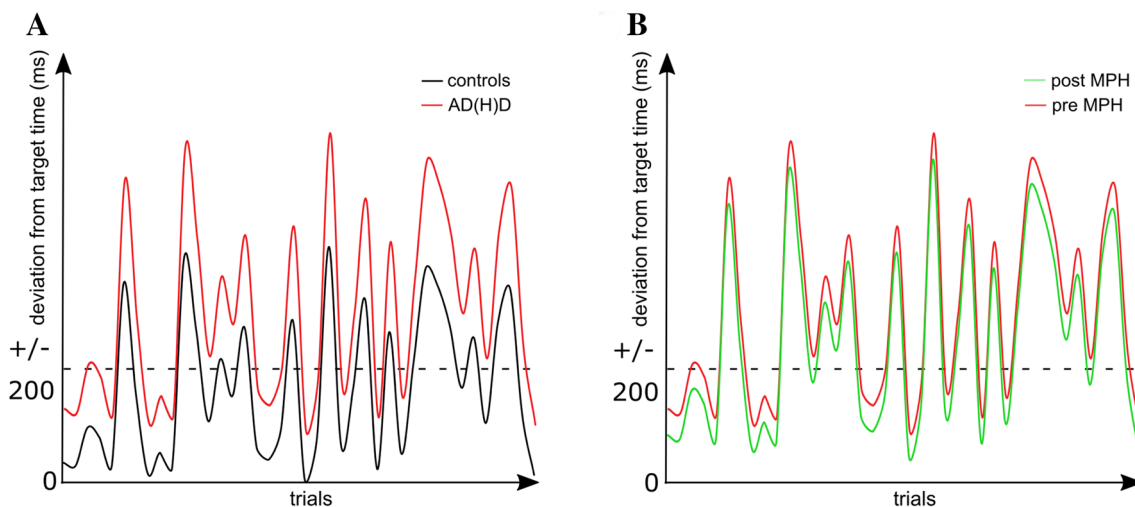 A
deviation from target time (ms)
controls
AD(H)D
+/-
200
0
trials
B
deviation from target time (ms)
post MPH
pre MPH
+/-
200
0
trials